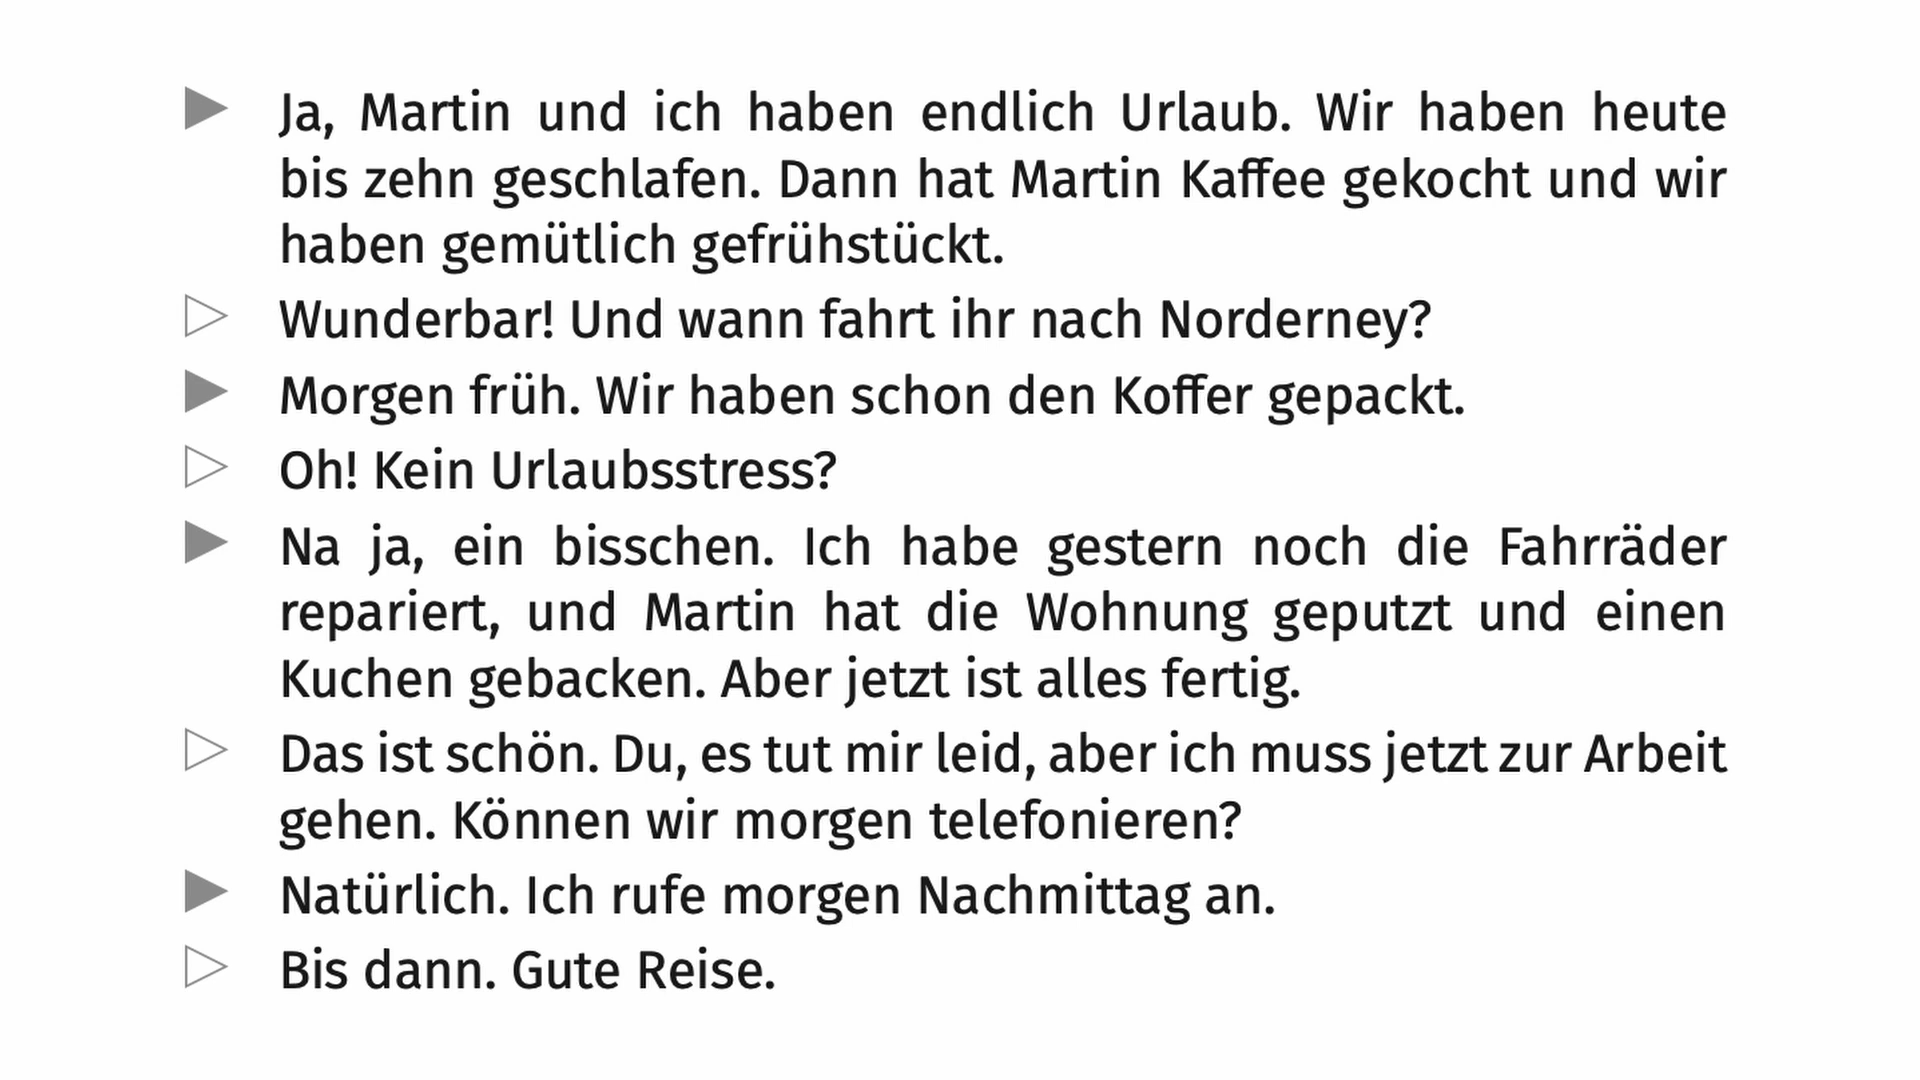 Ja, Martin und ich haben endlich Urlaub. Wir haben heute
bis zehn geschlafen. Dann hat Martin Kaffee gekocht und wir
haben gemütlich gefrühstückt.
Wunderbar! Und wann fahrt ihr nach Norderney?
Morgen früh. Wir haben schon den Koffer gepackt.
Oh! Kein Urlaubsstress?
Na ja, ein bisschen. Ich habe gestern noch die Fahrräder
repariert, und Martin hat die Wohnung geputzt und einen
Kuchen gebacken. Aber jetzt ist alles fertig.
Das ist schön. Du, es tut mir leid, aber ich muss jetzt zur Arbeit
gehen. Können wir morgen telefonieren?
Natürlich. Ich rufe morgen Nachmittag an.
Bis dann. Gute Reise.